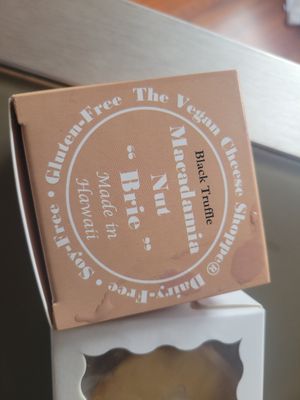 • Gluten-Free The Vegan Cheese Shoppe® Dairy-Free • Soy-Free
Black Truffle
Macadamia
Nut
“ Brie ”
Made in
Hawaii